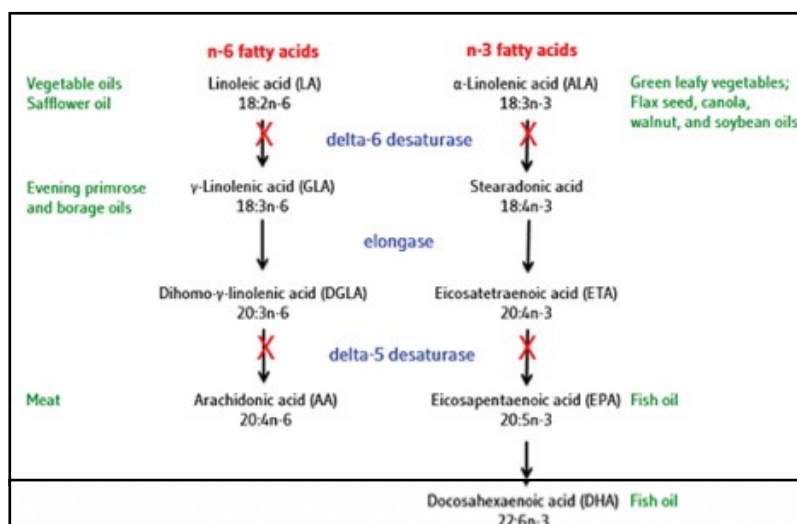 n-6 fatty acids n-3 fatty acids
Vegetable oils Linoleic acid (LA) α-Linolenic acid (ALA) Green leafy vegetables;
Safflower oil 18:2n-6 18:3n-3 Flax seed, canola,
walnut, and soybean oils
X X
delta-6 desaturase
Evening primrose γ-Linolenic acid (GLA) Stearadonic acid
and borage oils 18:3n-6 18:4n-3
elongase
Dihomo-γ-linolenic acid (DGLA) Eicosatetraenoic acid (ETA)
20:3n-6 20:4n-3
X X
delta-5 desaturase
Meat Arachidonic acid (AA) Eicosapentaenoic acid (EPA) Fish oil
20:4n-6 20:5n-3
Docosahexaenoic acid (DHA) Fish oil
22:6n-3